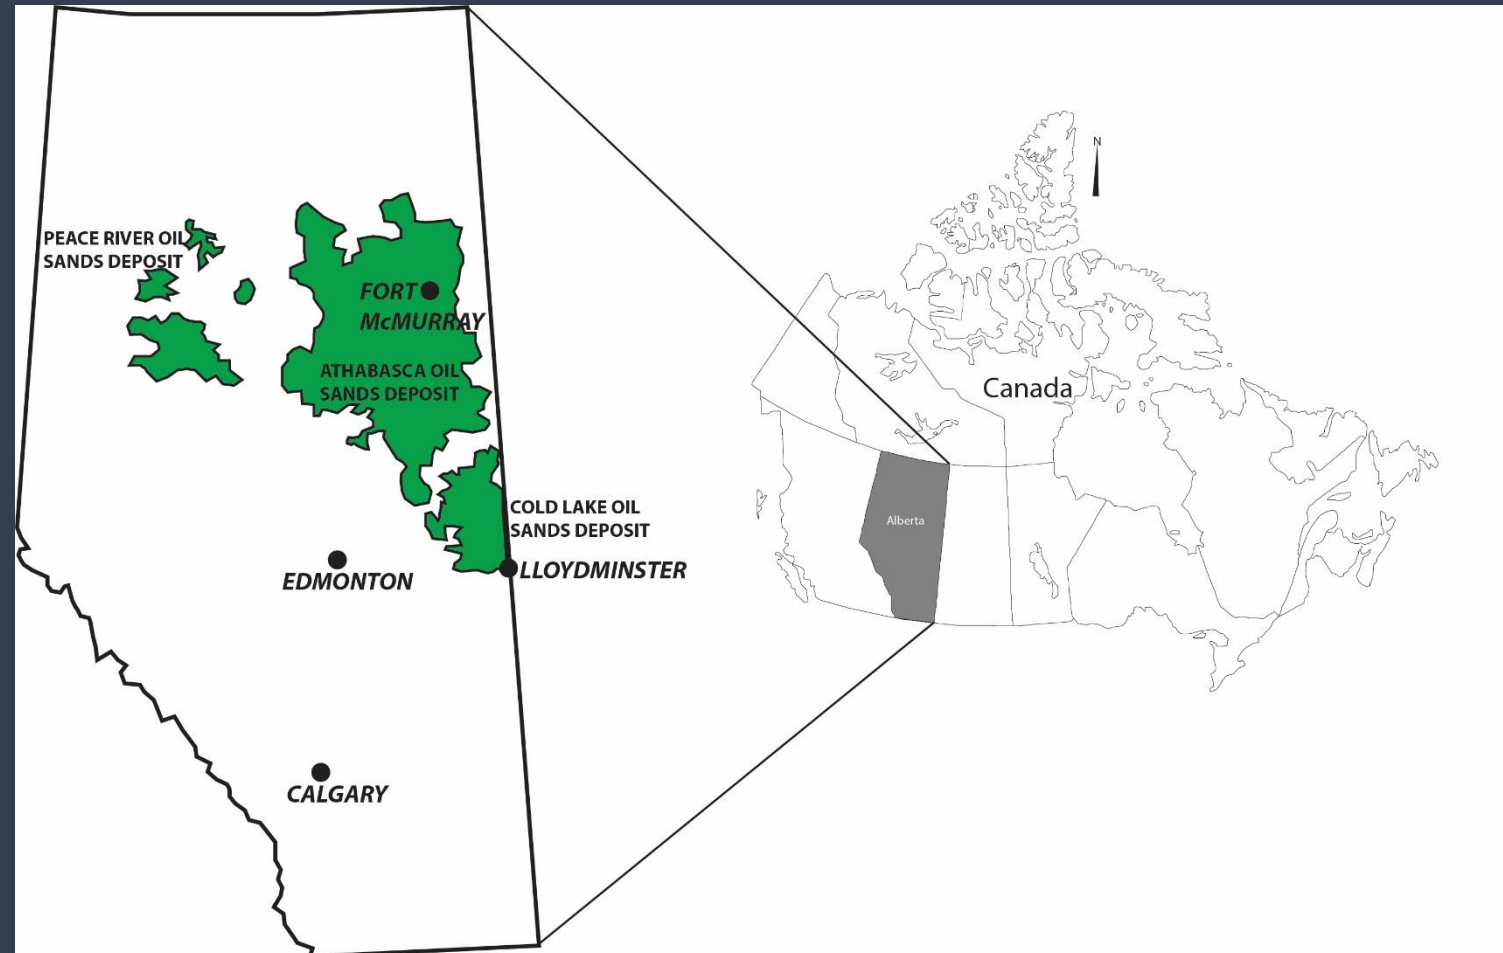 PEACE RIVER OIL
SANDS DEPOSIT
FORT
McMURRAY
ATHABASCA OIL
SANDS DEPOSIT
COLD LAKE OIL
SANDS DEPOSIT
LLOYDMINSTER
EDMONTON
CALGARY
N
Canada
Alberta